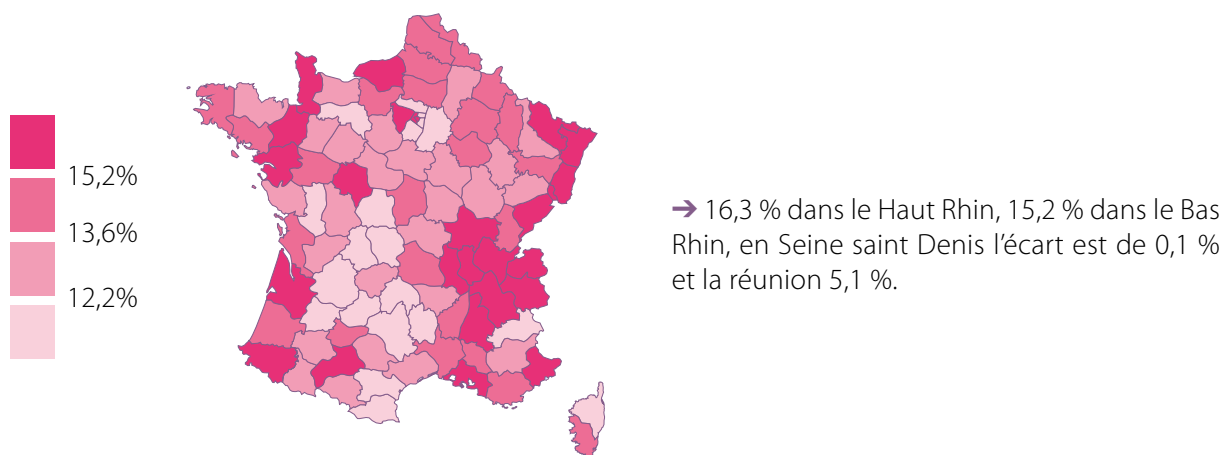 15,2%
13,6%
12,2%
➔ 16,3 % dans le Haut Rhin, 15,2 % dans le Bas
Rhin, en Seine saint Denis l’écart est de 0,1 %
et la réunion 5,1 %.